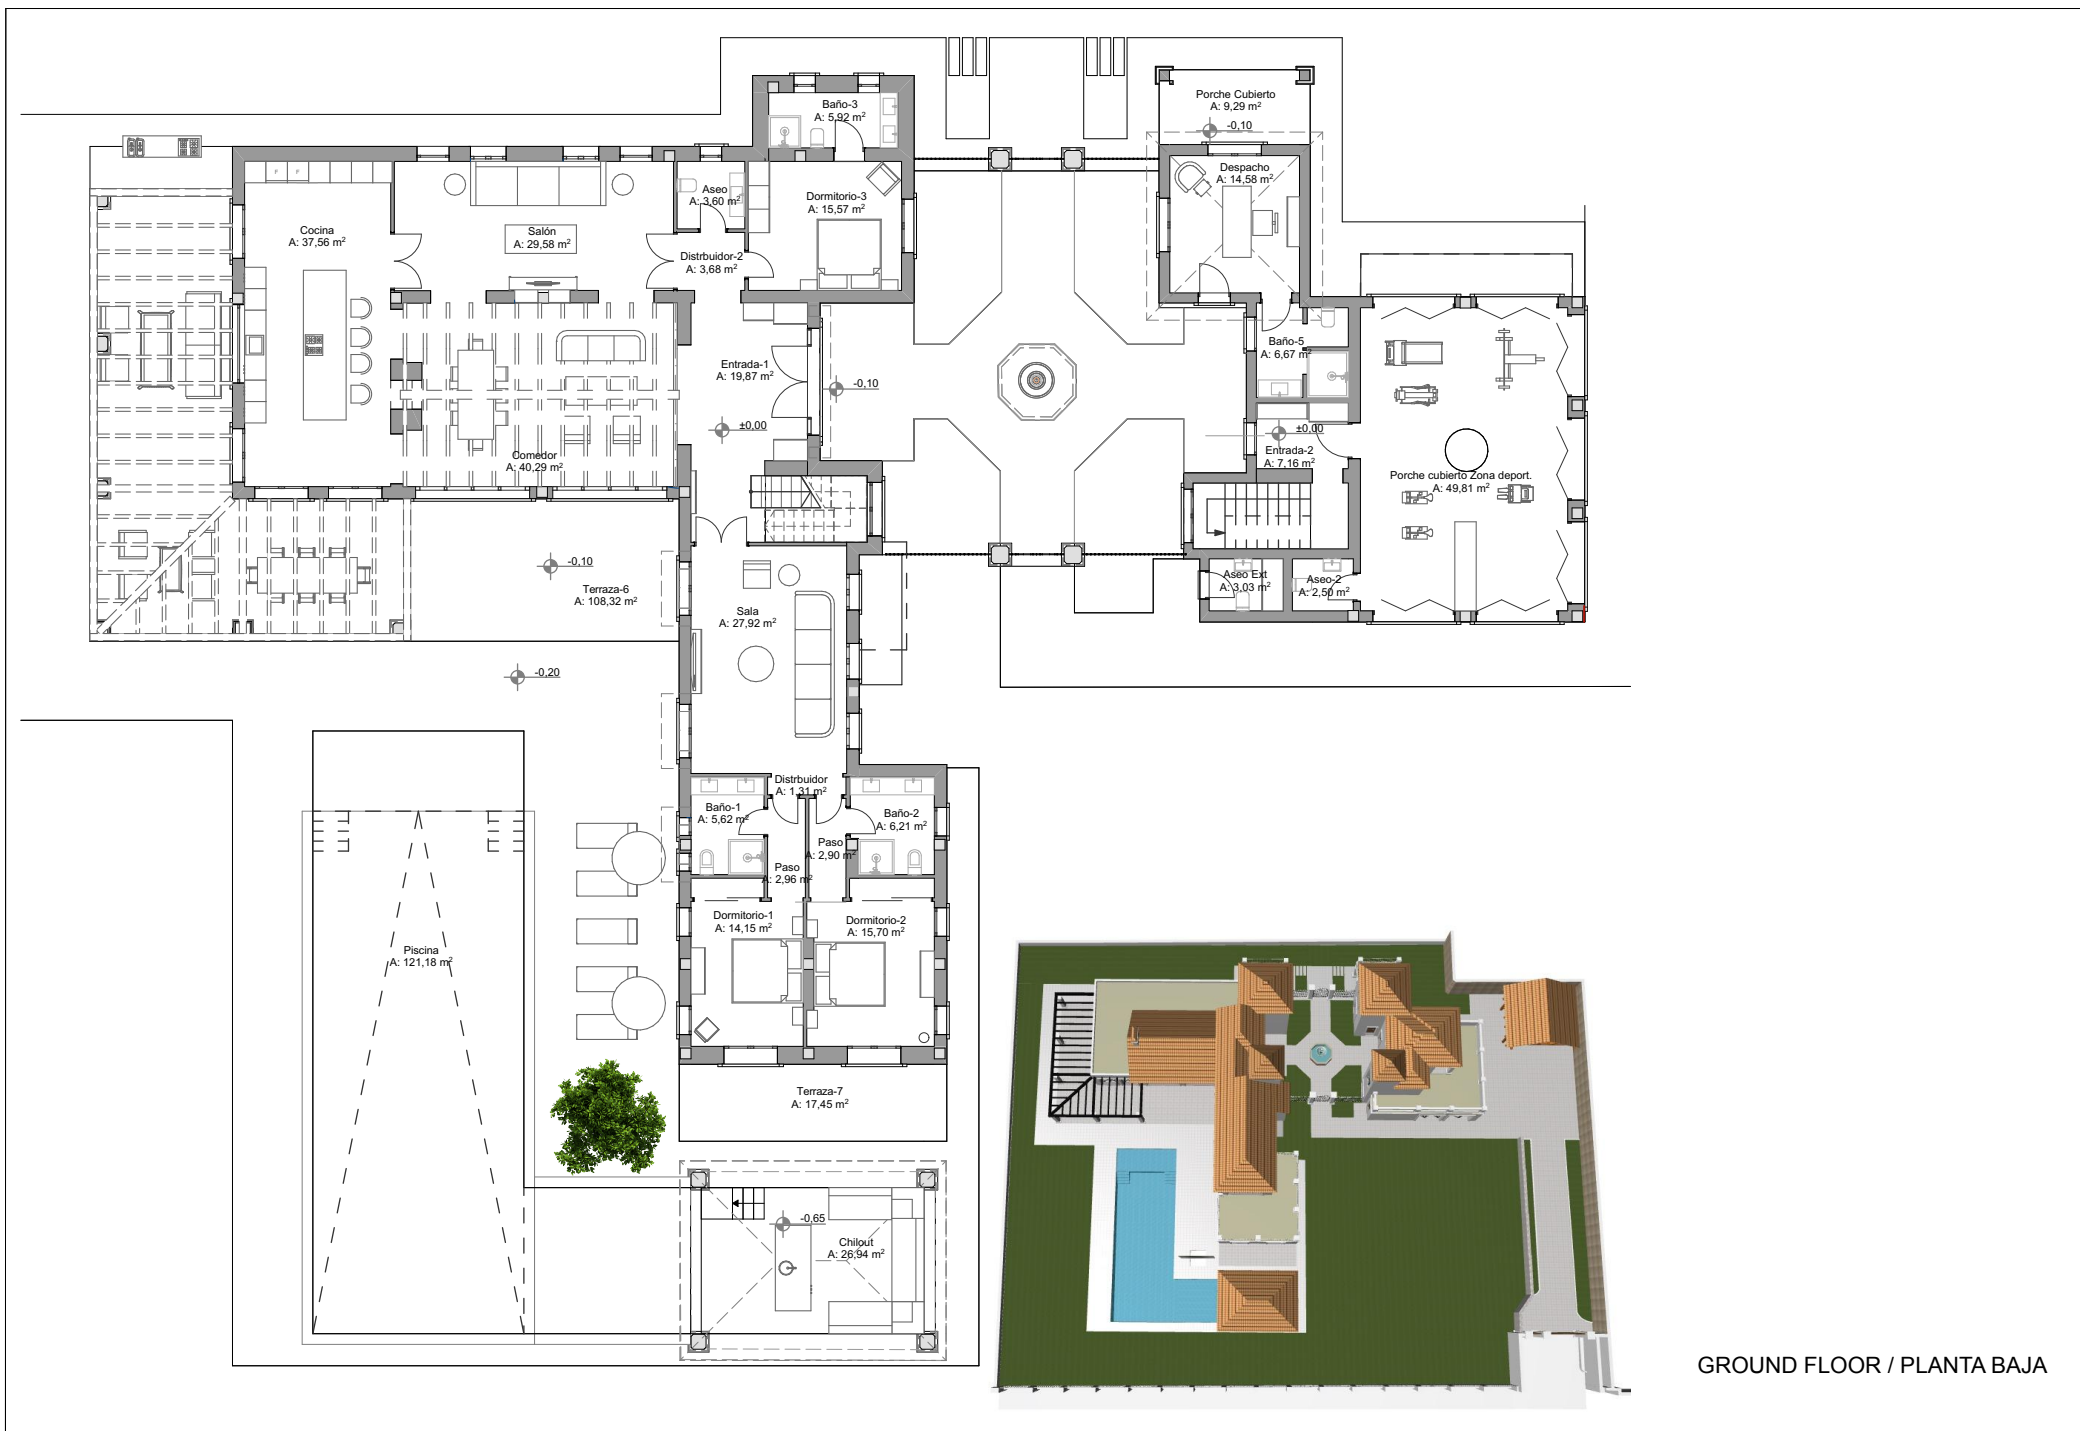 Baño-3
A: 5,92 m²
Porche Cubierto
A: 9,29 m²
-0,10
Despacho
A: 14,58 m²
Aseo
A: 3,60 m²
Dormitorio-3
A: 15,57 m²
Cocina
A: 37,56 m²
F F
Salón
A: 29,58 m²
Distrbuidor-2
A: 3,68 m²
Baño-5
A: 6,67 m²
Entrada-1
A: 19,87 m²
-0,10
±0,00
±0,00
Entrada-2
A: 7,16 m²
Comedor
A: 40,29 m²
Porche cubierto Zona deport.
A: 49,81 m²
-0,10
Terraza-6
A: 108,32 m²
Aseo Ext
A: 3,03 m²
Aseo-2
A: 2,50 m²
Sala
A: 27,92 m²
-0,20
Distrbuidor
A: 1,31 m²
Baño-1
A: 5,62 m²
Baño-2
A: 6,21 m²
Paso
A: 2,90 m²
Paso
A: 2,96 m²
Dormitorio-1
A: 14,15 m²
Dormitorio-2
A: 15,70 m²
Piscina
A: 121,18 m²
Terraza-7
A: 17,45 m²
-0,65
Chilout
A: 26,94 m²
GROUND FLOOR / PLANTA BAJA